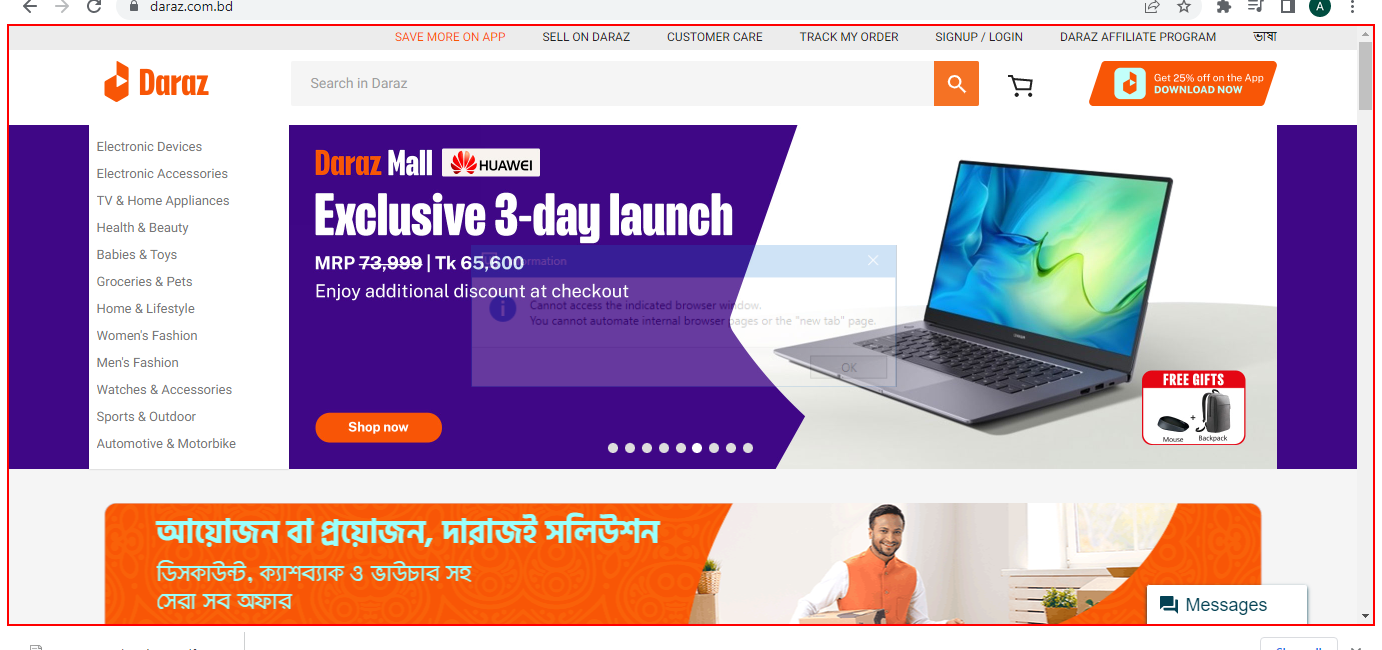 daraz.com.bd
A
SAVE MORE ON APP
SELL ON DARAZ
CUSTOMER CARE
TRACK MY ORDER
SIGNUP / LOGIN
DARAZ AFFILIATE PROGRAM
ভাষা
Daraz
Search in Daraz
Get 25% off on the App
DOWNLOAD NOW
Electronic Devices
Electronic Accessories
TV & Home Appliances
Health & Beauty
Babies & Toys
Groceries & Pets
Home & Lifestyle
Women's Fashion
Men's Fashion
Watches & Accessories
Sports & Outdoor
Automotive & Motorbike
Daraz Mall HUAWEI
Exclusive 3-day launch
MRP 73,999 | Tk 65,600
Enjoy additional discount at checkout
Cannot access the indicated browser window.
You cannot automate internal browser pages or the "new tab" page.
OK
Shop now
FREE GIFTS
+
Mouse
Backpack
আয়োজন বা প্রয়োজন, দারাজই সলিউশন
ডিসকাউন্ট, ক্যাশব্যাক ও ভাউচার সহ
সেরা সব অফার
Messages